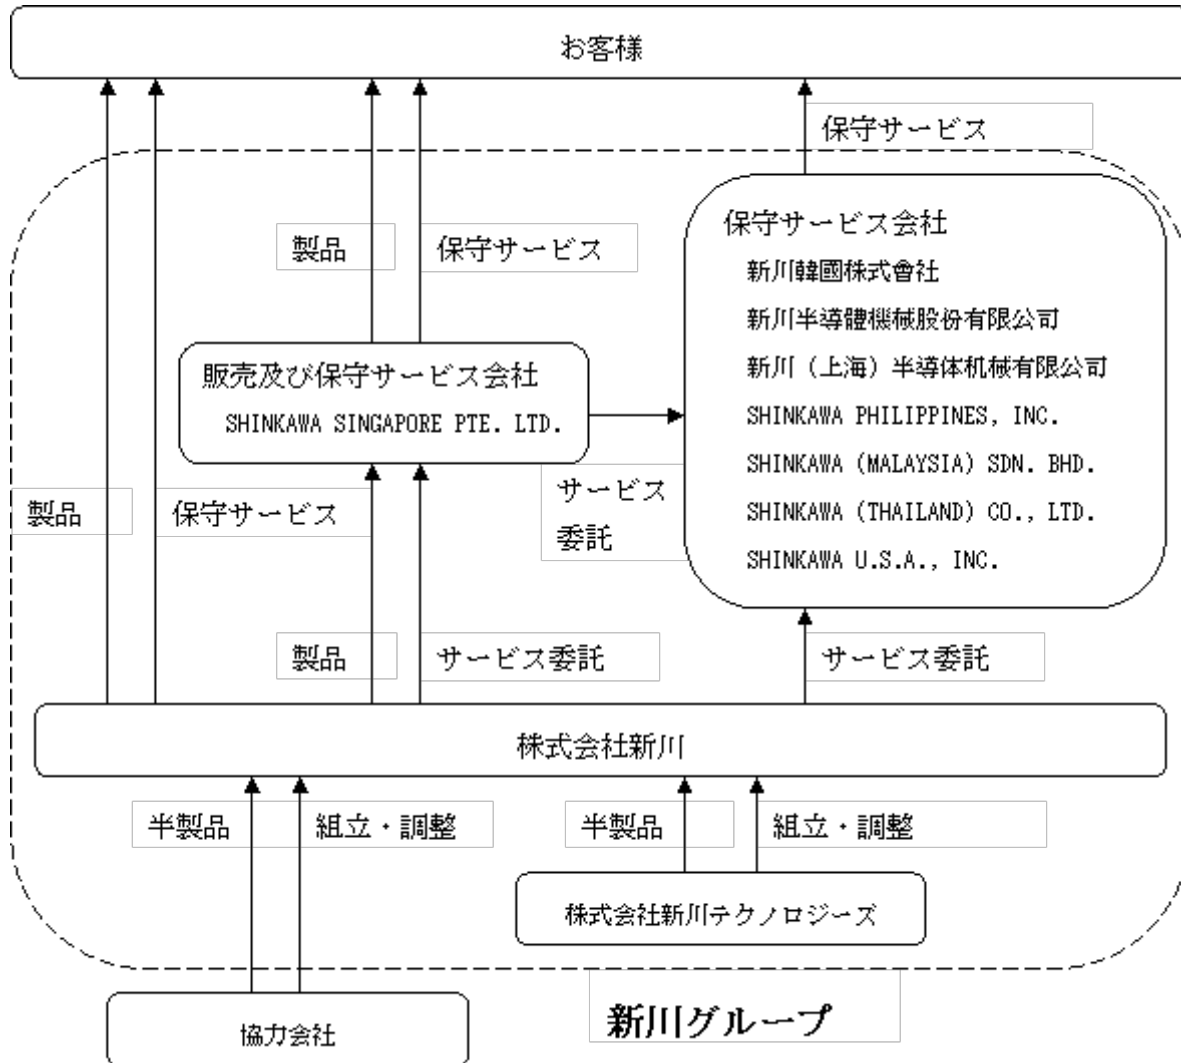 お客様
保守サービス
製品
保守サービス
保守サービス会社
新川韓國株式會社
新川半導體機械股份有限公司
新川（上海）半導体机械有限公司
SHINKAWA PHILIPPINES, INC.
SHINKAWA (MALAYSIA) SDN. BHD.
SHINKAWA (THAILAND) CO., LTD.
SHINKAWA U.S.A., INC.
販売及び保守サービス会社
SHINKAWA SINGAPORE PTE. LTD.
サービス
委託
製品
保守サービス
製品
サービス委託
サービス委託
株式会社新川
半製品
組立・調整
半製品
組立・調整
株式会社新川テクノロジーズ
新川グループ
協力会社